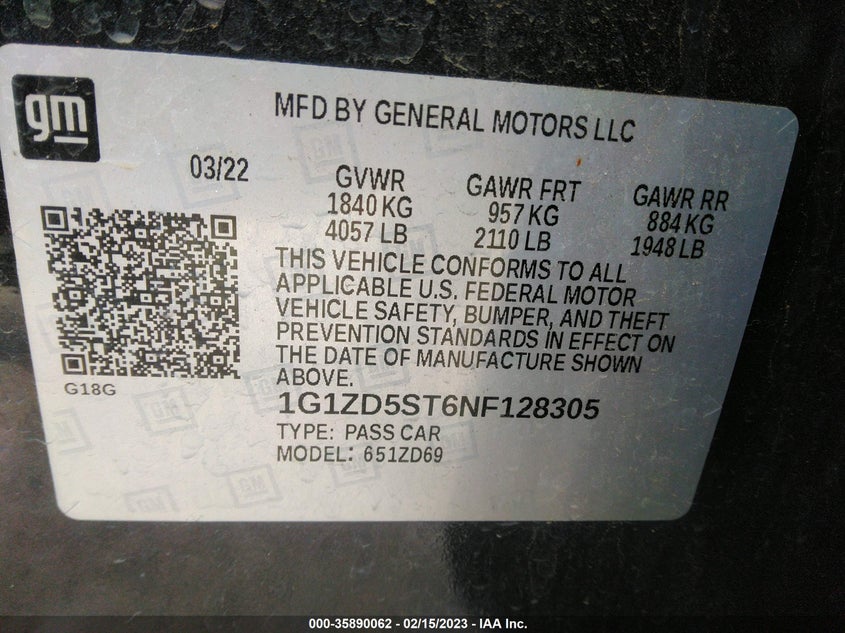 gm
MFD BY GENERAL MOTORS LLC
03/22
GVWR
1840 KG
4057 LB
GAWR FRT
957 KG
2110 LB
GAWR RR
884 KG
1948 LB
THIS VEHICLE CONFORMS TO ALL
APPLICABLE U.S. FEDERAL MOTOR
VEHICLE SAFETY, BUMPER, AND THEFT
PREVENTION STANDARDS IN EFFECT ON
THE DATE OF MANUFACTURE SHOWN
ABOVE.
G18G
1G1ZD5ST6NF128305
TYPE: PASS CAR
MODEL: 651ZD69
000-35890062 - 02/15/2023 - IAA Inc.